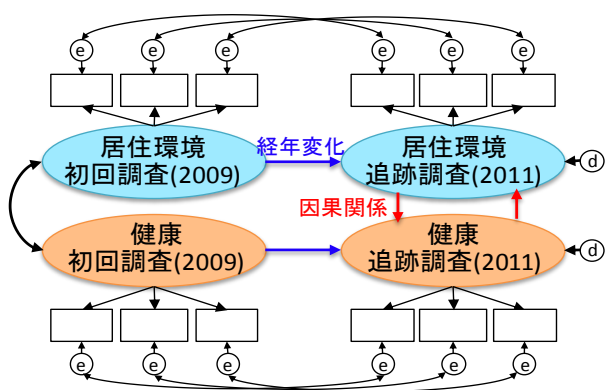 e e e e e e
居住環境
初回調査(2009)
経年変化
居住環境
追跡調査(2011)
d
因果関係
健康
初回調査(2009)
健康
追跡調査(2011)
d
e e e e e e